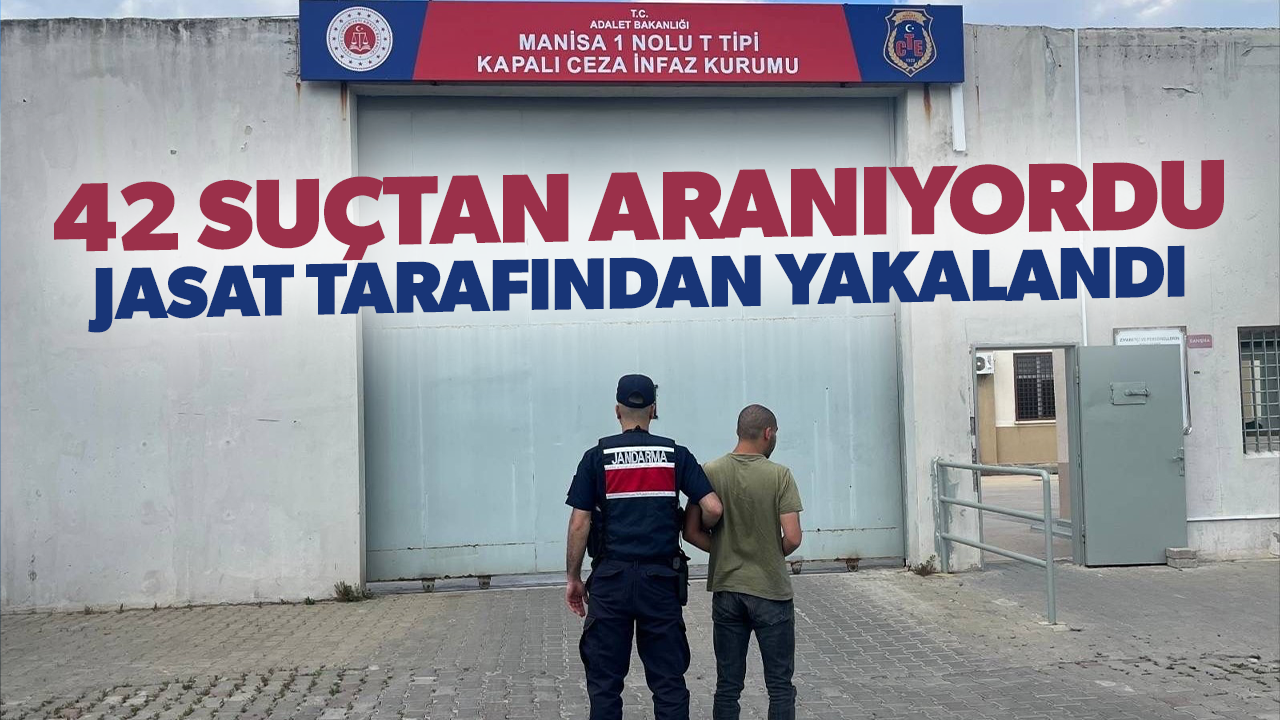 T.C.
ADALET BAKANLIĞI
MANİSA 1 NOLU T TİPİ
KAPALI CEZA İNFAZ KURUMU
CTE
42 SUÇTAN ARANIYORDU
JASAT TARAFINDAN YAKALANDI
JANDARMA